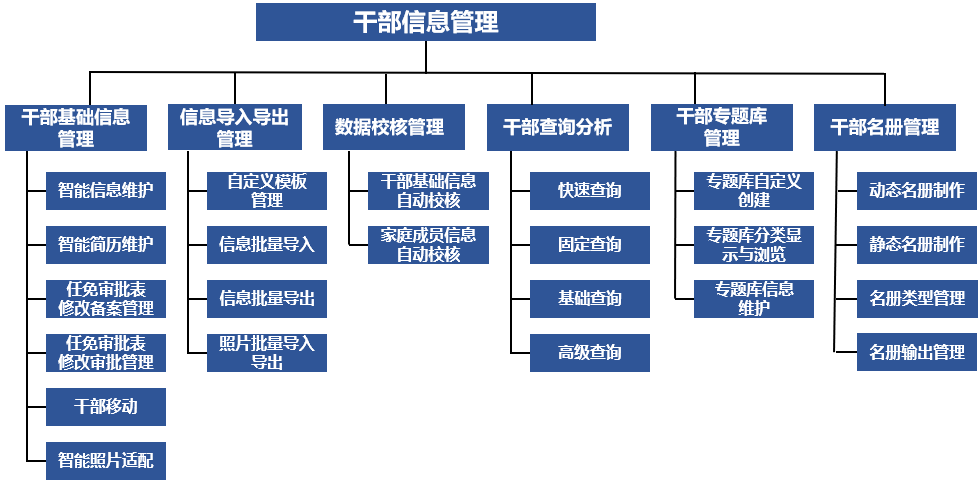 干部信息管理
干部基础信息
管理
智能信息维护
智能简历维护
任免审批表
修改备案管理
任免审批表
修改审批管理
干部移动
智能照片适配
信息导入导出
管理
自定义模板
管理
信息批量导入
信息批量导出
照片批量导入
导出
数据校核管理
干部基础信息
自动校核
家庭成员信息
自动校核
干部查询分析
快速查询
固定查询
基础查询
高级查询
干部专题库
管理
专题库自定义
创建
专题库分类显
示与浏览
专题库信息
维护
干部名册管理
动态名册制作
静态名册制作
名册类型管理
名册输出管理